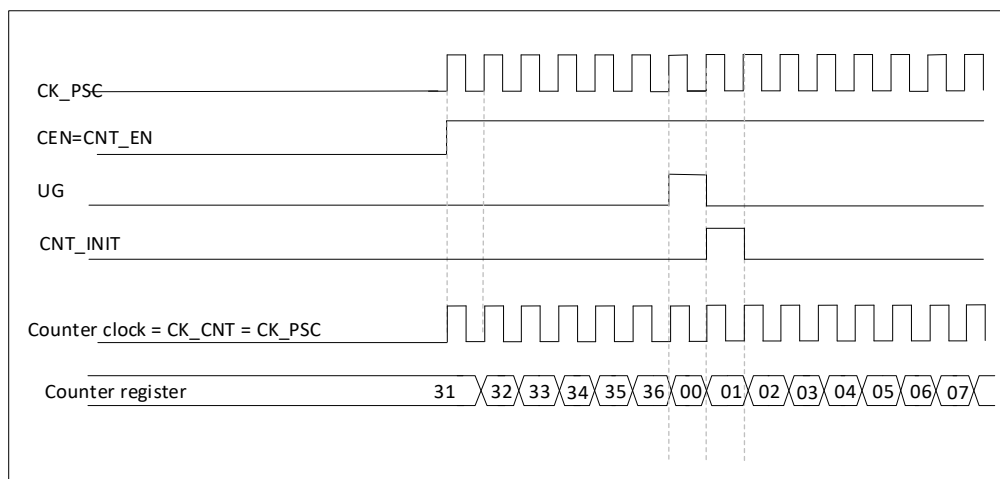 CK_PSC
CEN=CNT_EN
UG
CNT_INIT
Counter clock = CK_CNT = CK_PSC
Counter register 31 32 33 34 35 36 00 01 02 03 04 05 06 07